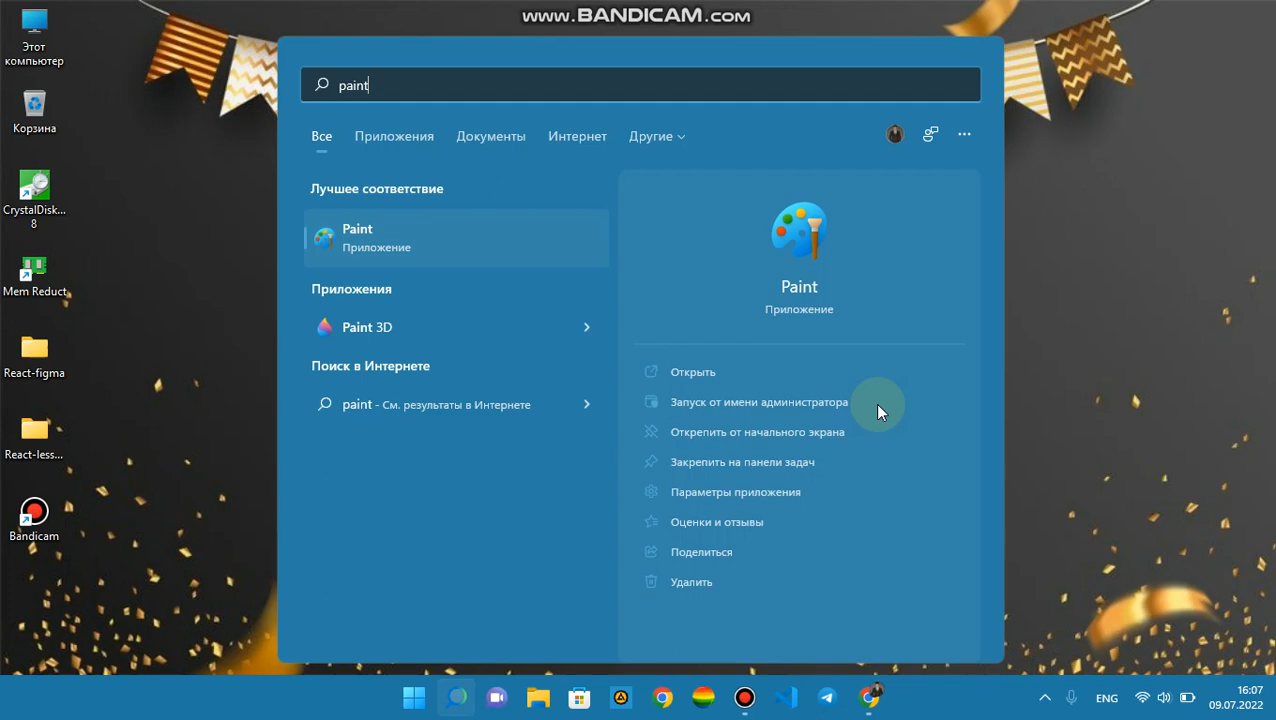 www.BANDICAM.com
Этот
компьютер
Корзина
CrystalDisk...
8
Mem Reduct
React-figma
React-less...
Bandicam
paint
Все
Приложения
Документы
Интернет
Другие
Лучшее соответствие
Paint
Приложение
Приложения
Paint 3D
Поиск в Интернете
paint - См. результаты в Интернете
Paint
Приложение
Открыть
Запуск от имени администратора
Открепить от начального экрана
Закрепить на панели задач
Параметры приложения
Оценки и отзывы
Поделиться
Удалить
ENG
16:07
09.07.2022